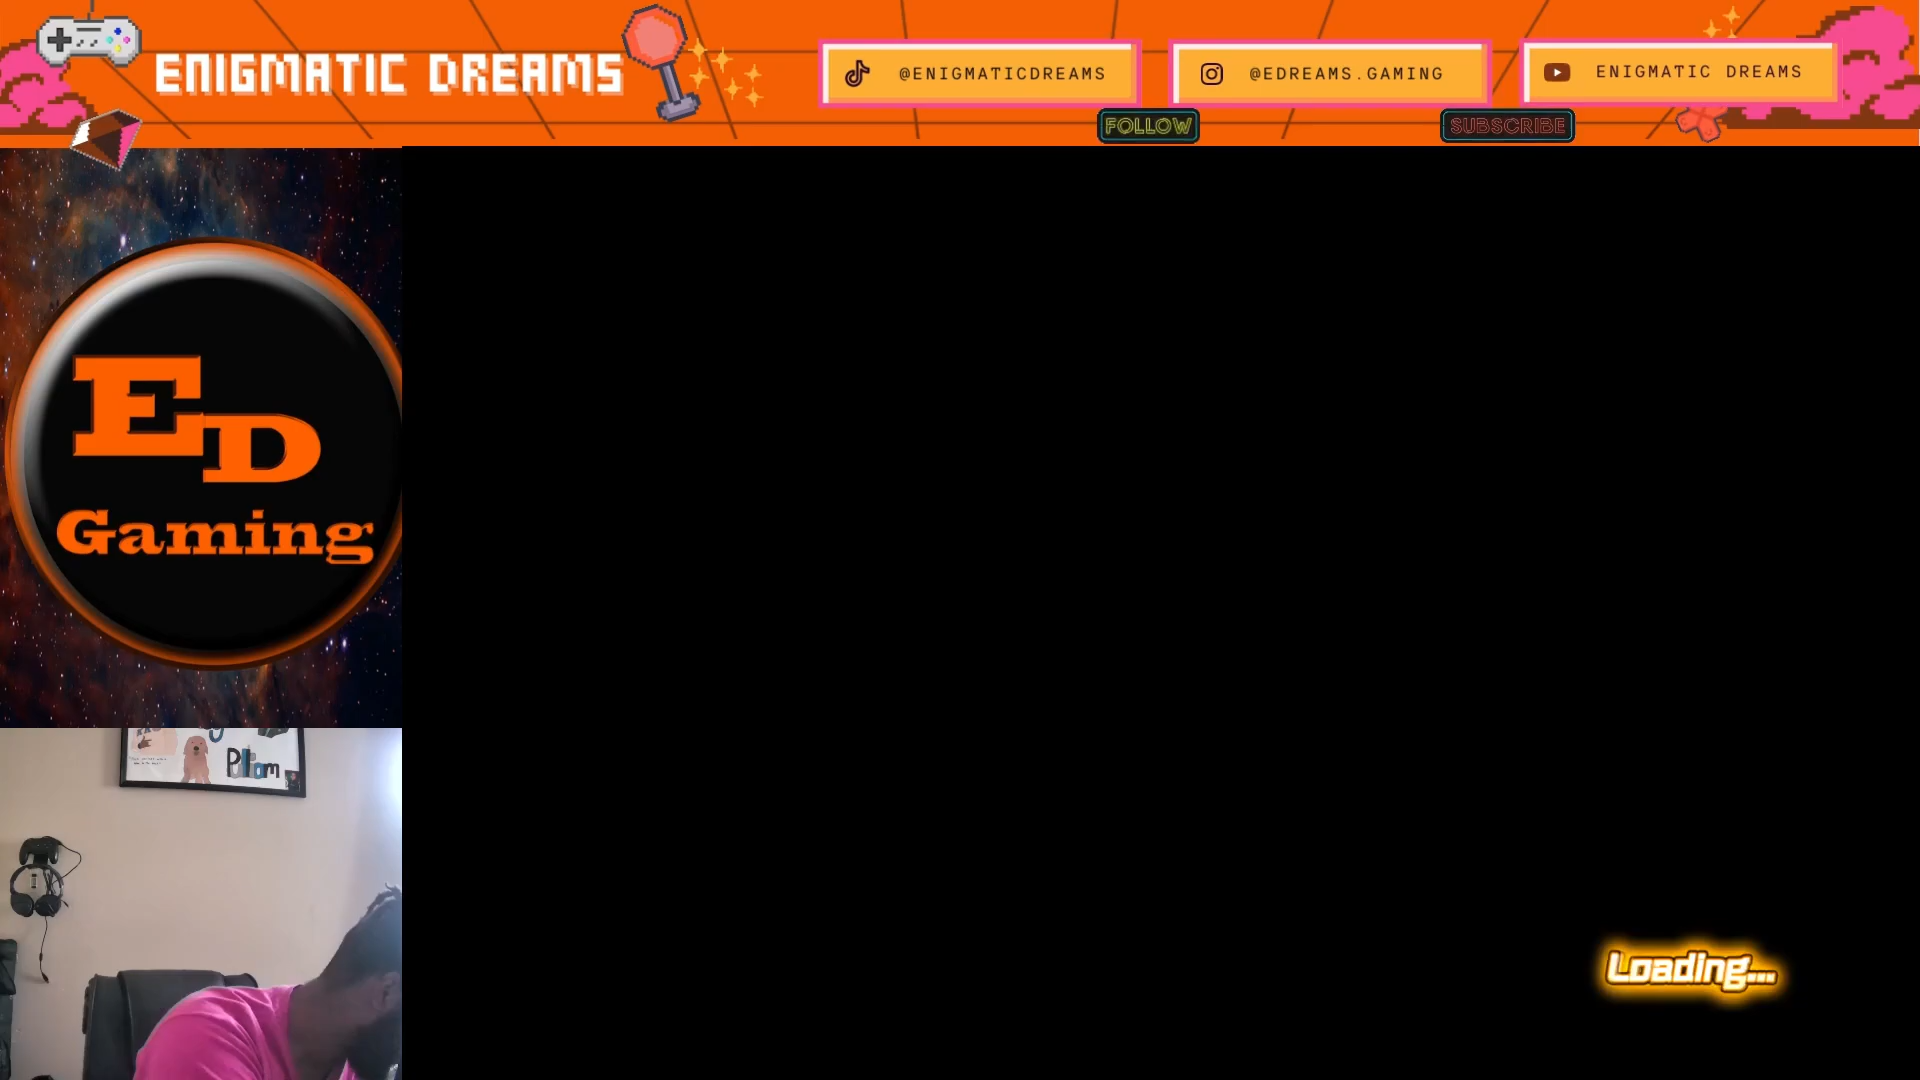 ENIGMATIC DREAMS
@ENIGMATICDREAMS
@EDREAMS.GAMING
ENIGMATIC DREAMS
FOLLOW
SUBSCRIBE
ED
Gaming
Loading...